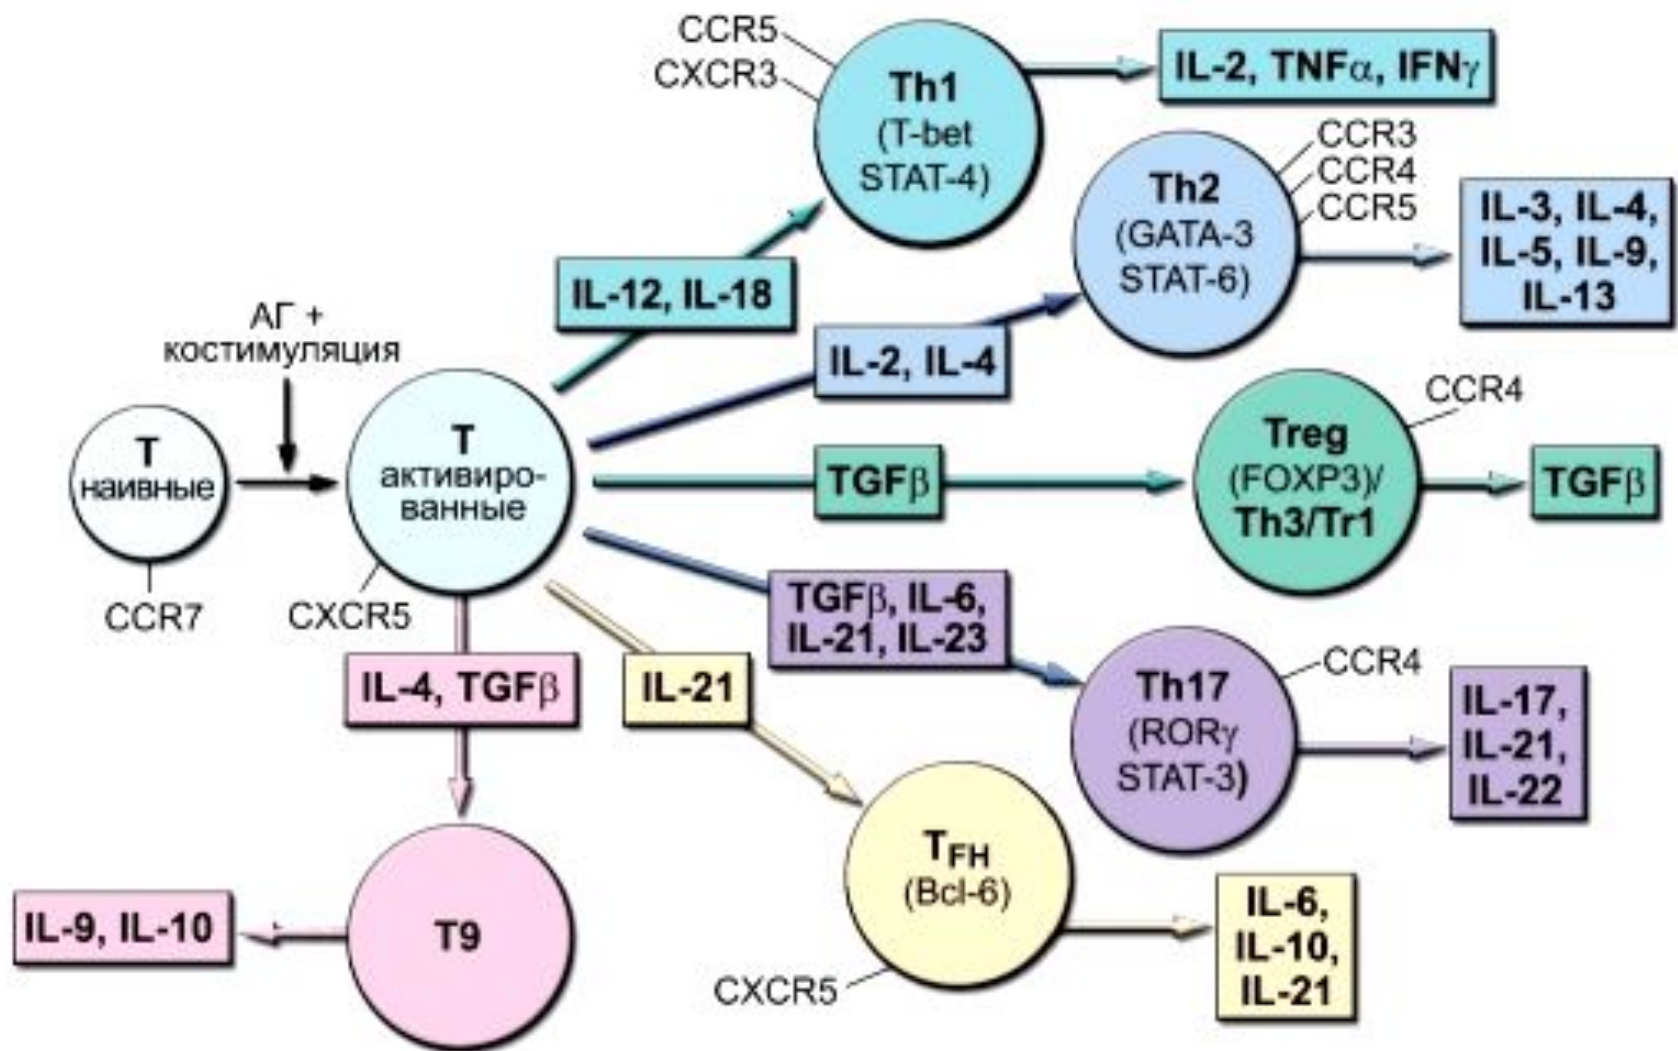 CCR5
CXCR3
Th1
(T-bet
STAT-4)
IL-2, TNFα, IFNγ
CCR3
CCR4
CCR5
Th2
(GATA-3
STAT-6)
IL-3, IL-4,
IL-5, IL-9,
IL-13
IL-12, IL-18
IL-2, IL-4
АГ +
костимуляция
Т
наивные
CCR7
Т
активиро-
ванные
CXCR5
TGFβ
CCR4
Treg
(FOXP3)/
Th3/Tr1
TGFβ
TGFβ, IL-6,
IL-21, IL-23
CCR4
Th17
(RORγ
STAT-3)
IL-17,
IL-21,
IL-22
IL-4, TGFβ
IL-21
TFH
(Bcl-6)
CXCR5
IL-6,
IL-10,
IL-21
T9
IL-9, IL-10